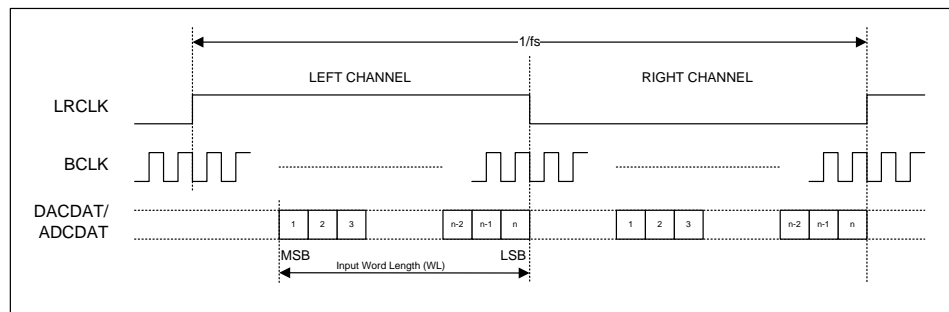 1/fs
LEFT CHANNEL RIGHT CHANNEL
LRCLK
BCLK
DACDAT/
ADCDAT
1 2 3 n-2 n-1 n 1 2 3 n-2 n-1 n
MSB LSB
Input Word Length (WL)